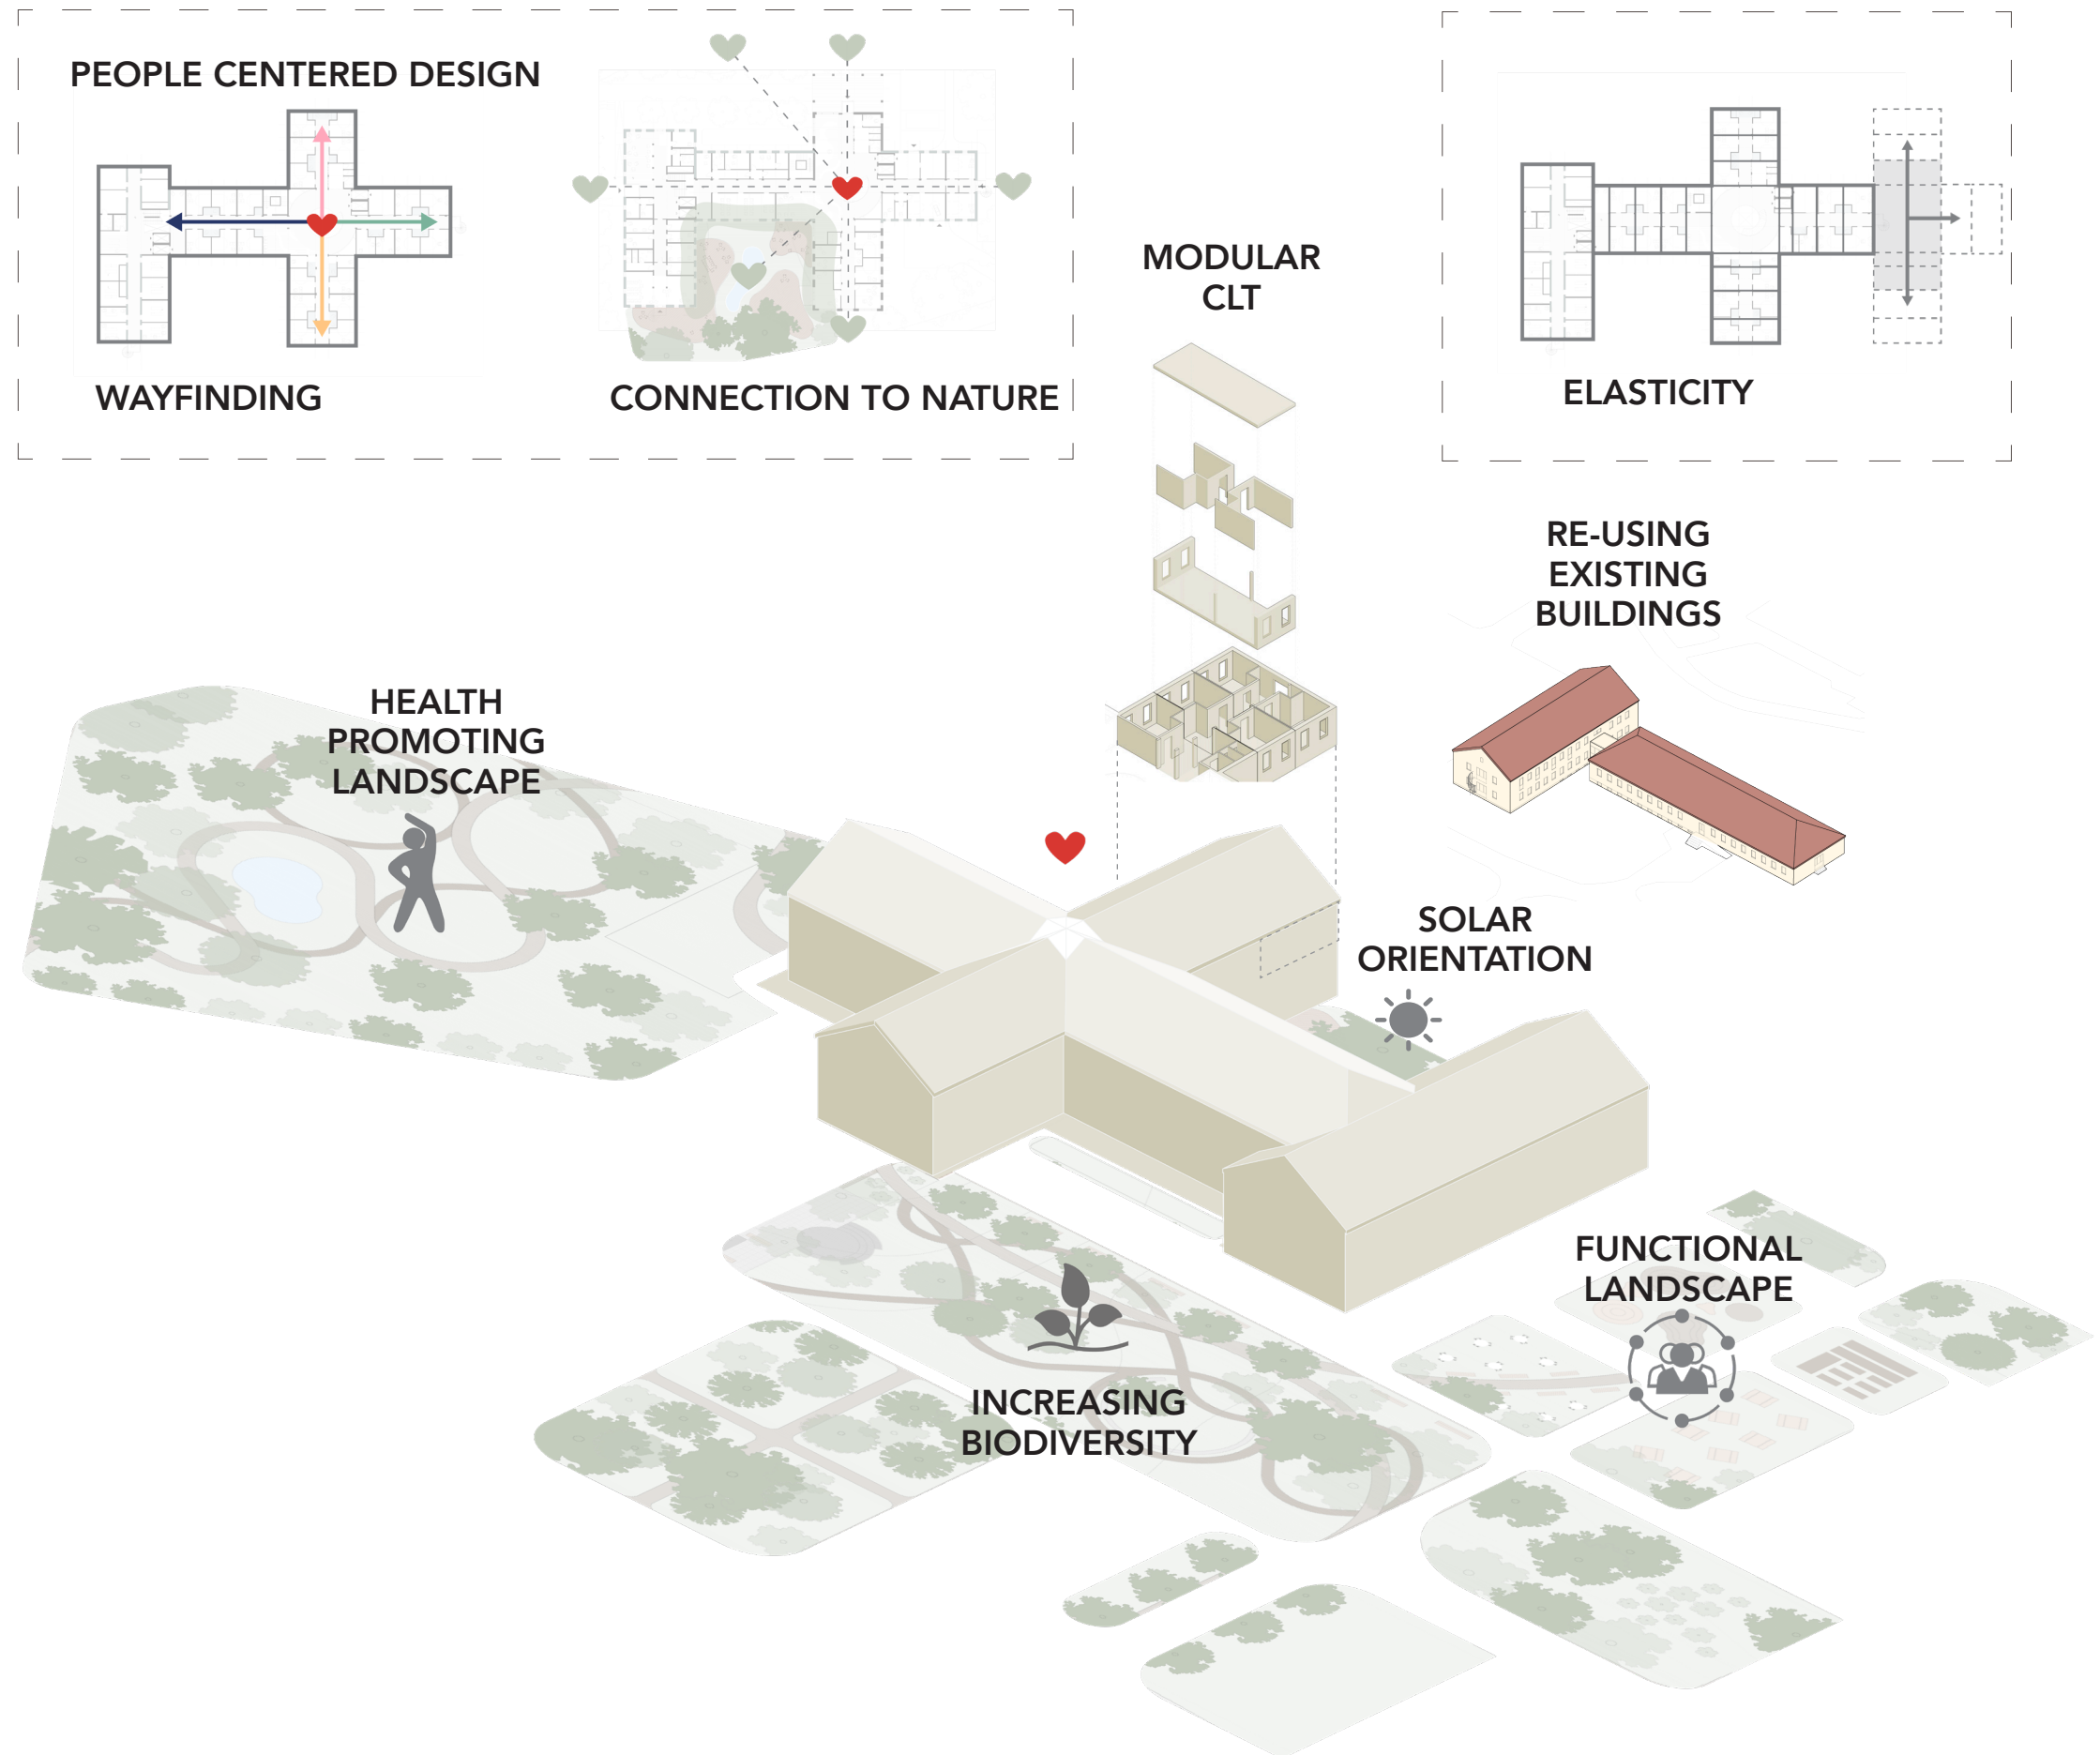 PEOPLE CENTERED DESIGN
WAYFINDING
CONNECTION TO NATURE
MODULAR
CLT
ELASTICITY
RE-USING
EXISTING
BUILDINGS
HEALTH
PROMOTING
LANDSCAPE
SOLAR
ORIENTATION
FUNCTIONAL
LANDSCAPE
INCREASING
BIODIVERSITY